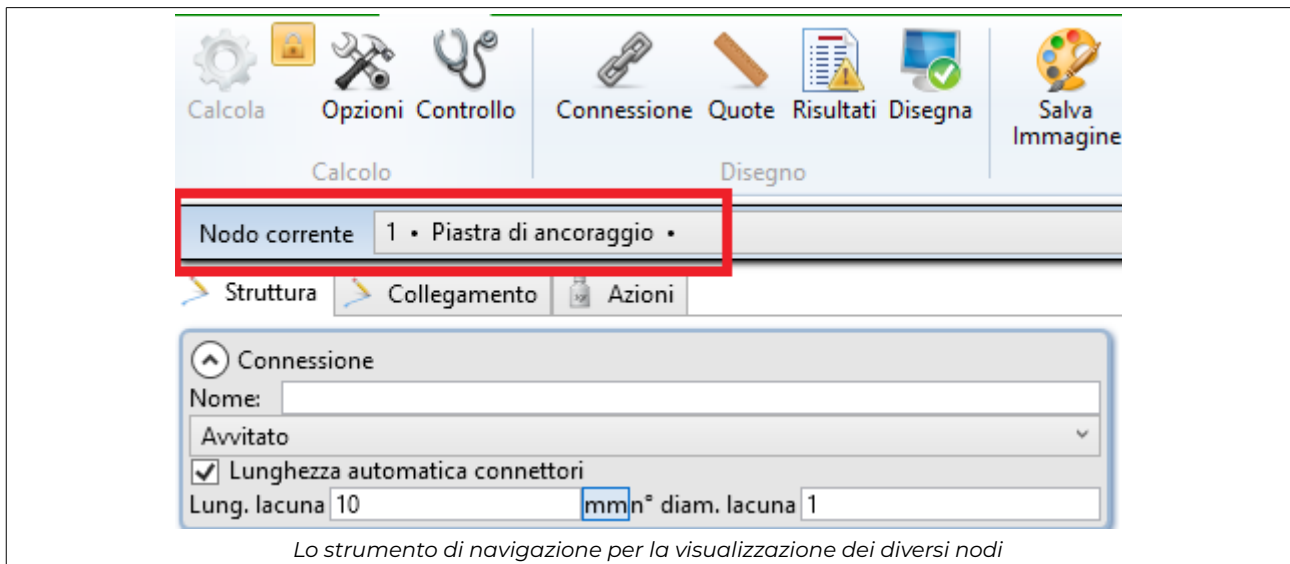 Calcola Opzioni Controllo Connessione Quote Risultati Disegna Salva Immagine
Calcolo Disegno
Nodo corrente 1 • Piastra di ancoraggio •
Struttura Collegamento Azioni
Connessione
Nome:
Avvitato
Lunghezza automatica connettori
Lung. lacuna 10 mm n° diam. lacuna 1
Lo strumento di navigazione per la visualizzazione dei diversi nodi